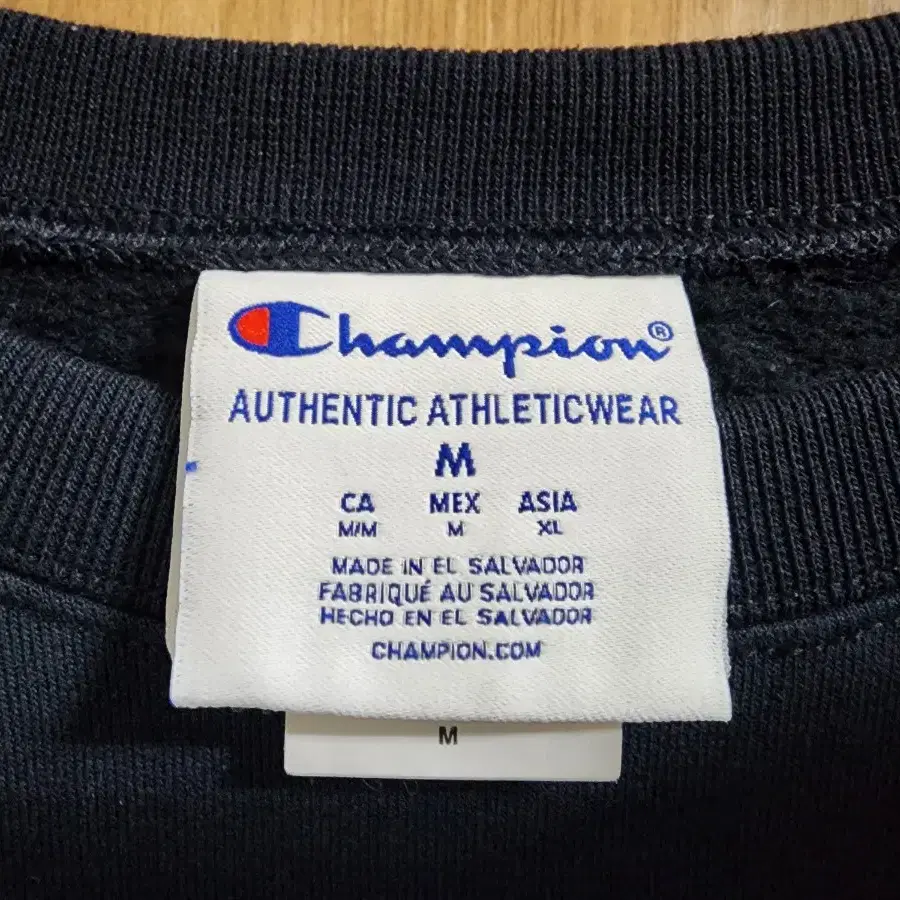 Champion®
AUTHENTIC ATHLETICWEAR
M
CA MEX ASIA
M/M M XL
MADE IN EL SALVADOR
FABRIQUÉ AU SALVADOR
HECHO EN EL SALVADOR
CHAMPION.COM
M